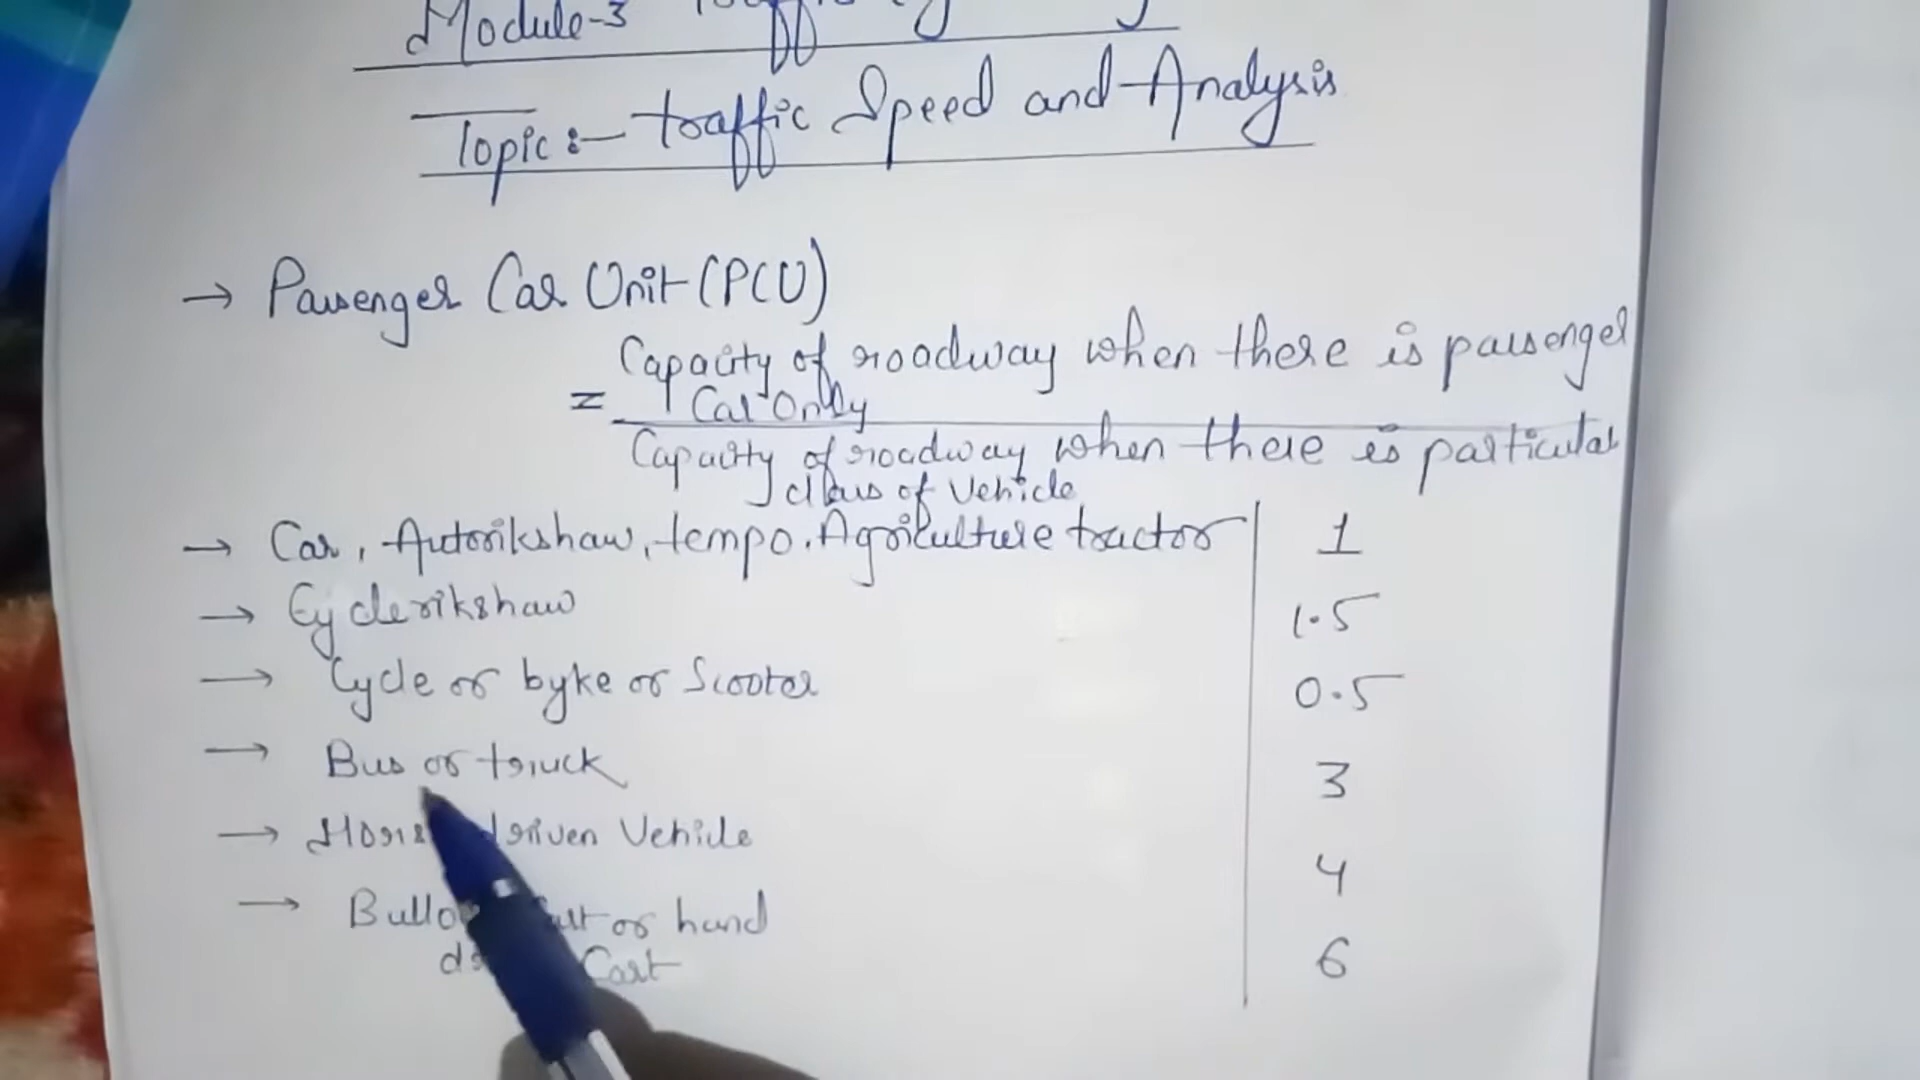 Module-3 Traffic
Topic :- traffic Speed and Analysis
→ Passenger Car Unit (PCU)
Capacity of roadway when there is passenger
= Car Only
Capacity of roadway when there is particular
class of Vehicle
→ Car, Autorikshaw, tempo, Agriculture tractor | 1
→ Cyclerikshaw 1.5
→ Cycle or byke or Scooter 0.5
→ Bus or truck 3
→ driven Vehicle 4
→ or hand 6
Cart